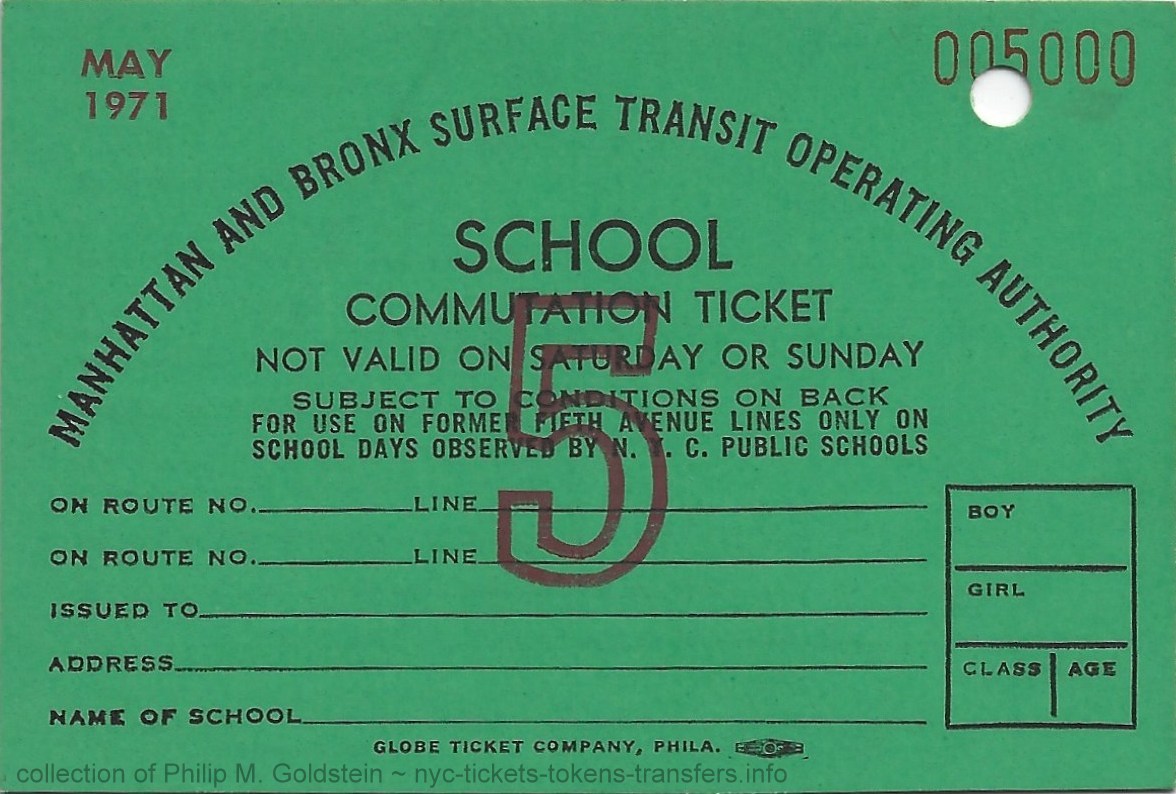 MAY
1971
005000
MANHATTAN AND BRONX SURFACE TRANSIT OPERATING AUTHORITY
SCHOOL
COMMUTATION TICKET
NOT VALID ON SATURDAY OR SUNDAY
SUBJECT TO CONDITIONS ON BACK
FOR USE ON FORMER FIFTH AVENUE LINES ONLY ON
SCHOOL DAYS OBSERVED BY N. Y. C. PUBLIC SCHOOLS
5
ON ROUTE NO. LINE
ON ROUTE NO. LINE
ISSUED TO
ADDRESS
NAME OF SCHOOL
BOY
GIRL
CLASS AGE
GLOBE TICKET COMPANY, PHILA.
collection of Philip M. Goldstein ~ nyc-tickets-tokens-transfers.info